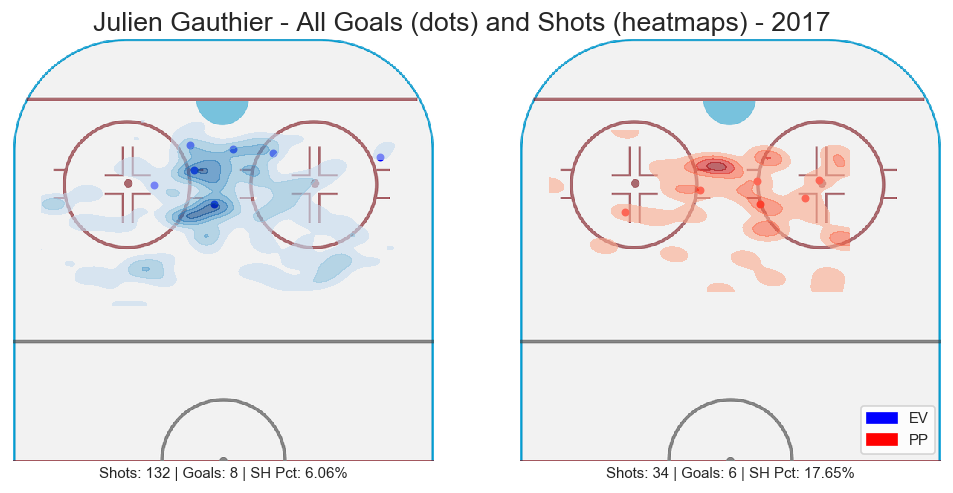 Julien Gauthier - All Goals (dots) and Shots (heatmaps) - 2017
EV
PP
Shots: 132 | Goals: 8 | SH Pct: 6.06%
Shots: 34 | Goals: 6 | SH Pct: 17.65%